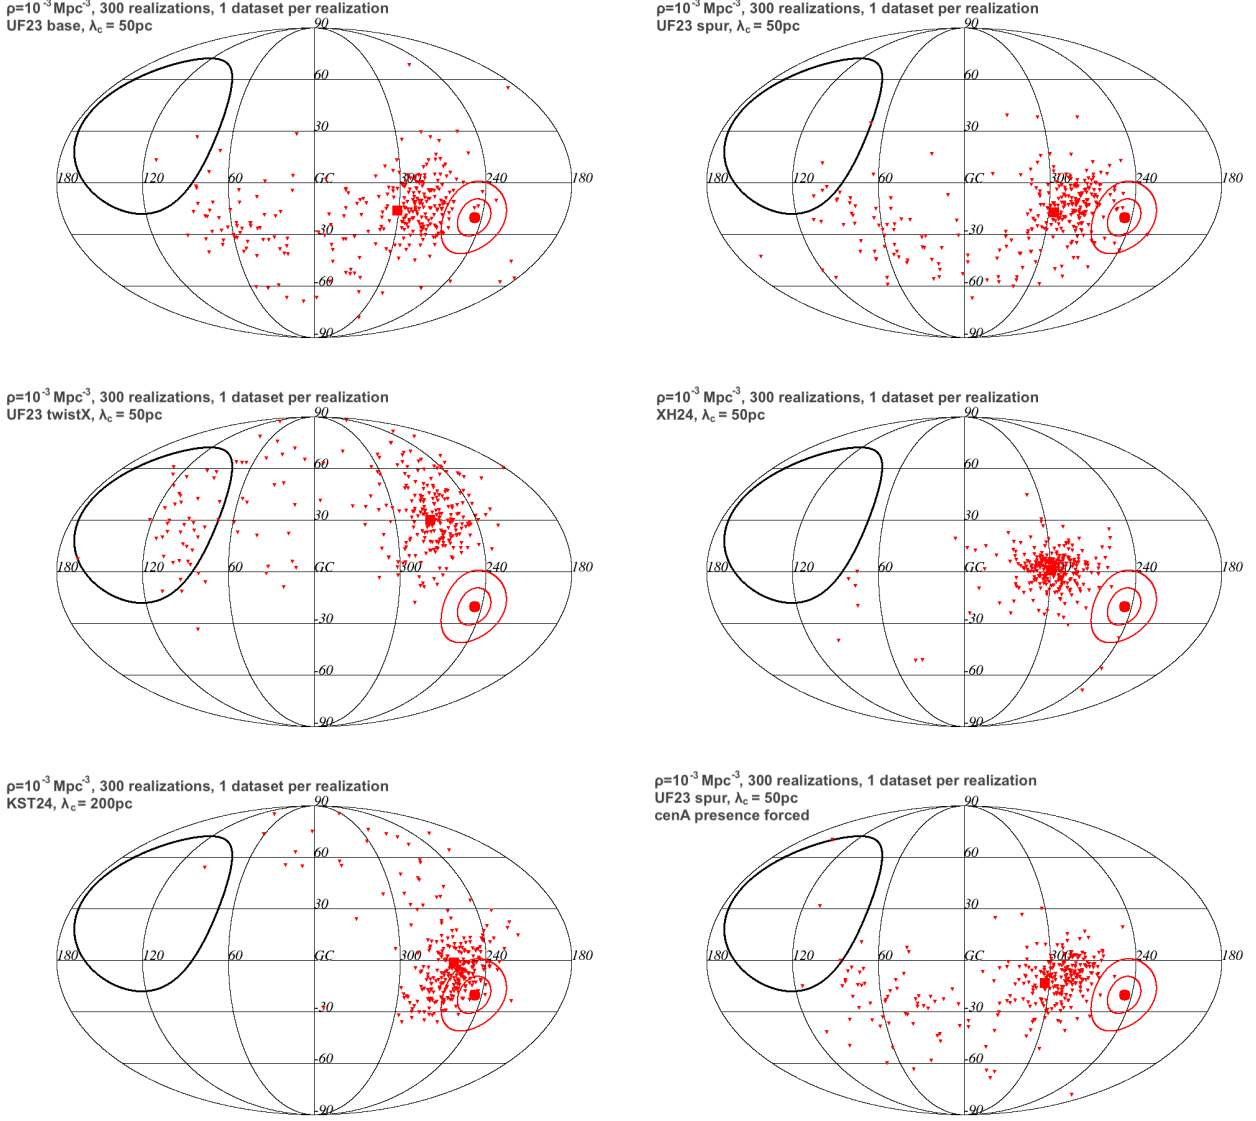 ρ=10⁻³ Mpc⁻³, 300 realizations, 1 dataset per realization
UF23 base, λc = 50pc
90
60
30
180 120 60 GC 300 240 180
-30
-60
-90
ρ=10⁻³ Mpc⁻³, 300 realizations, 1 dataset per realization
UF23 spur, λc = 50pc
90
60
30
180 120 60 GC 300 240 180
-30
-60
-90
ρ=10⁻³ Mpc⁻³, 300 realizations, 1 dataset per realization
UF23 twistX, λc = 50pc
90
60
30
180 120 60 GC 300 240 180
-30
-60
-90
ρ=10⁻³ Mpc⁻³, 300 realizations, 1 dataset per realization
XH24, λc = 50pc
90
60
30
180 120 60 GC 300 240 180
-30
-60
-90
ρ=10⁻³ Mpc⁻³, 300 realizations, 1 dataset per realization
KST24, λc = 200pc
90
60
30
180 120 60 GC 300 240 180
-30
-60
-90
ρ=10⁻³ Mpc⁻³, 300 realizations, 1 dataset per realization
UF23 spur, λc = 50pc
cenA presence forced
90
60
30
180 120 60 GC 300 240 180
-30
-60
-90